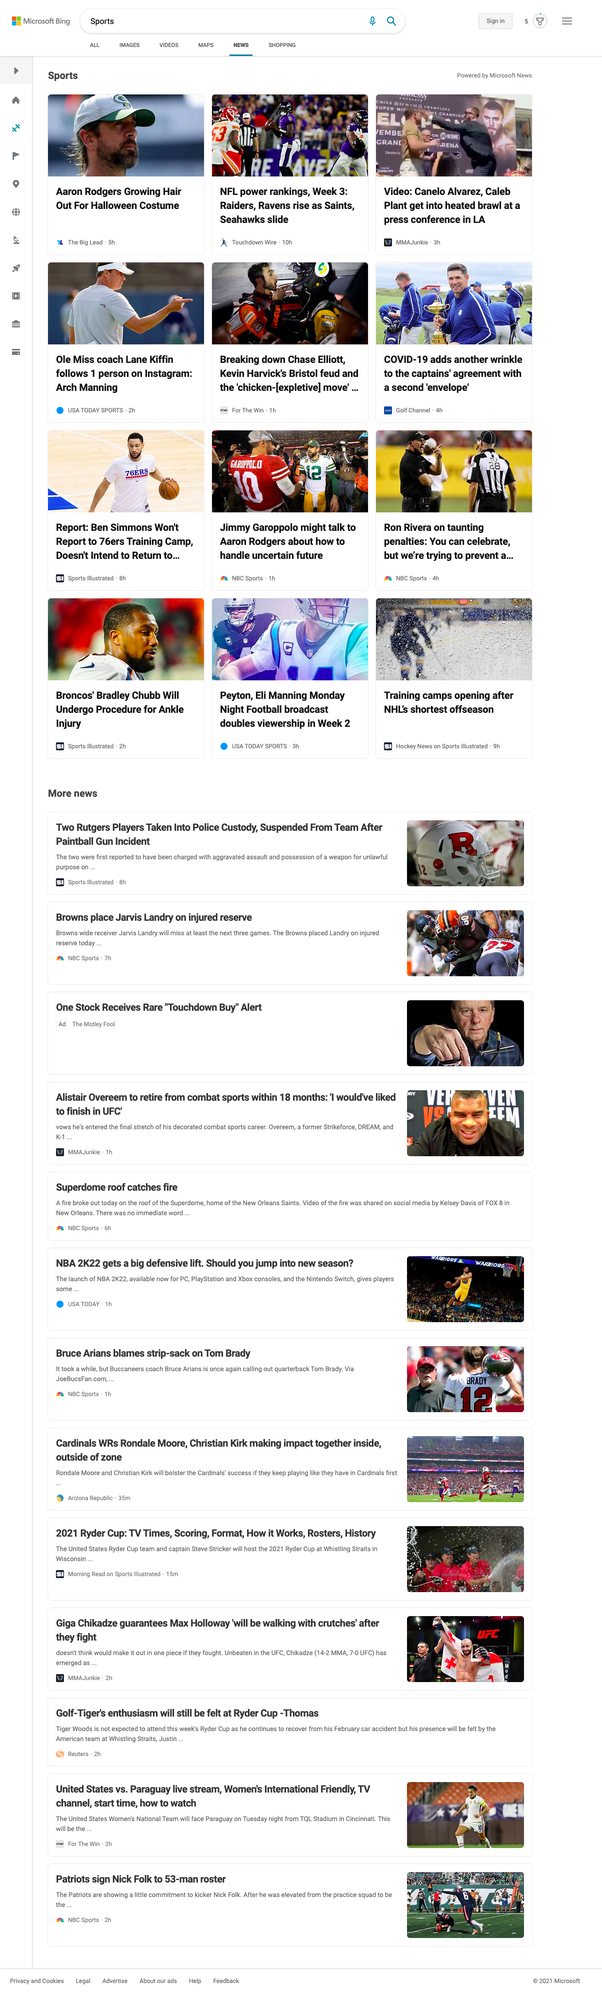 Microsoft Bing
Sports
Sign in
5
ALL IMAGES VIDEOS MAPS NEWS SHOPPING
Sports
Powered by Microsoft News
Aaron Rodgers Growing Hair
Out For Halloween Costume
The Big Lead · 5h
NFL power rankings, Week 3:
Raiders, Ravens rise as Saints,
Seahawks slide
Touchdown Wire · 10h
Video: Canelo Alvarez, Caleb
Plant get into heated brawl at a
press conference in LA
MMAJunkie · 3h
Ole Miss coach Lane Kiffin
follows 1 person on Instagram:
Arch Manning
USA TODAY SPORTS · 2h
Breaking down Chase Elliott,
Kevin Harvick's Bristol feud and
the 'chicken-[expletive] move' ...
For The Win · 1h
COVID-19 adds another wrinkle
to the captains' agreement with
a second 'envelope'
Golf Channel · 4h
76ERS
Report: Ben Simmons Won't
Report to 76ers Training Camp,
Doesn't Intend to Return to...
Sports Illustrated · 8h
GAROPPOLO
10
12
Jimmy Garoppolo might talk to
Aaron Rodgers about how to
handle uncertain future
NBC Sports · 1h
28
Ron Rivera on taunting
penalties: You can celebrate,
but we're trying to prevent a...
NBC Sports · 4h
Broncos' Bradley Chubb Will
Undergo Procedure for Ankle
Injury
Sports Illustrated · 2h
Peyton, Eli Manning Monday
Night Football broadcast
doubles viewership in Week 2
USA TODAY SPORTS · 3h
Training camps opening after
NHL's shortest offseason
Hockey News on Sports Illustrated · 9h
More news
Two Rutgers Players Taken Into Police Custody, Suspended From Team After
Paintball Gun Incident
The two were first reported to have been charged with aggravated assault and possession of a weapon for unlawful
purpose on ...
Sports Illustrated · 8h
R
Browns place Jarvis Landry on injured reserve
Browns wide receiver Jarvis Landry will miss at least the next three games. The Browns placed Landry on injured
reserve today ...
NBC Sports · 7h
One Stock Receives Rare "Touchdown Buy" Alert
Ad The Motley Fool
Alistair Overeem to retire from combat sports within 18 months: 'I would've liked
to finish in UFC'
vows he's entered the final stretch of his decorated combat sports career. Overeem, a former Strikeforce, DREAM, and
K-1 ...
MMAJunkie · 1h
Superdome roof catches fire
A fire broke out today on the roof of the Superdome, home of the New Orleans Saints. Video of the fire was shared on social media by Kelsey Davis of FOX 8 in
New Orleans. There was no immediate word ...
NBC Sports · 6h
NBA 2K22 gets a big defensive lift. Should you jump into new season?
The launch of NBA 2K22, available now for PC, PlayStation and Xbox consoles, and the Nintendo Switch, gives players
some ...
USA TODAY · 1h
WARRIORS
Bruce Arians blames strip-sack on Tom Brady
It took a while, but Buccaneers coach Bruce Arians is once again calling out quarterback Tom Brady. Via
JoeBucsFan.com, ...
NBC Sports · 1h
BRADY
12
Cardinals WRs Rondale Moore, Christian Kirk making impact together inside,
outside of zone
Rondale Moore and Christian Kirk will bolster the Cardinals' success if they keep playing like they have in Cardinals first
...
Arizona Republic · 35m
2021 Ryder Cup: TV Times, Scoring, Format, How it Works, Rosters, History
The United States Ryder Cup team and captain Steve Stricker will host the 2021 Ryder Cup at Whistling Straits in
Wisconsin ...
Morning Read on Sports Illustrated · 15m
Giga Chikadze guarantees Max Holloway 'will be walking with crutches' after
they fight
doesn't think would make it out in one piece if they fought. Unbeaten in the UFC, Chikadze (14-2 MMA, 7-0 UFC) has
emerged as ...
MMAJunkie · 2h
UFC
Golf-Tiger's enthusiasm will still be felt at Ryder Cup -Thomas
Tiger Woods is not expected to attend this week's Ryder Cup as he continues to recover from his February car accident but his presence will be felt by the
American team at Whistling Straits, Justin ...
Reuters · 2h
United States vs. Paraguay live stream, Women's International Friendly, TV
channel, start time, how to watch
The United States Women's National Team will face Paraguay on Tuesday night from TQL Stadium in Cincinnati. This
will be the ...
For The Win · 2h
Patriots sign Nick Folk to 53-man roster
The Patriots are showing a little commitment to kicker Nick Folk. After he was elevated from the practice squad to be
the ...
NBC Sports · 2h
Privacy and Cookies Legal Advertise About our ads Help Feedback
© 2021 Microsoft